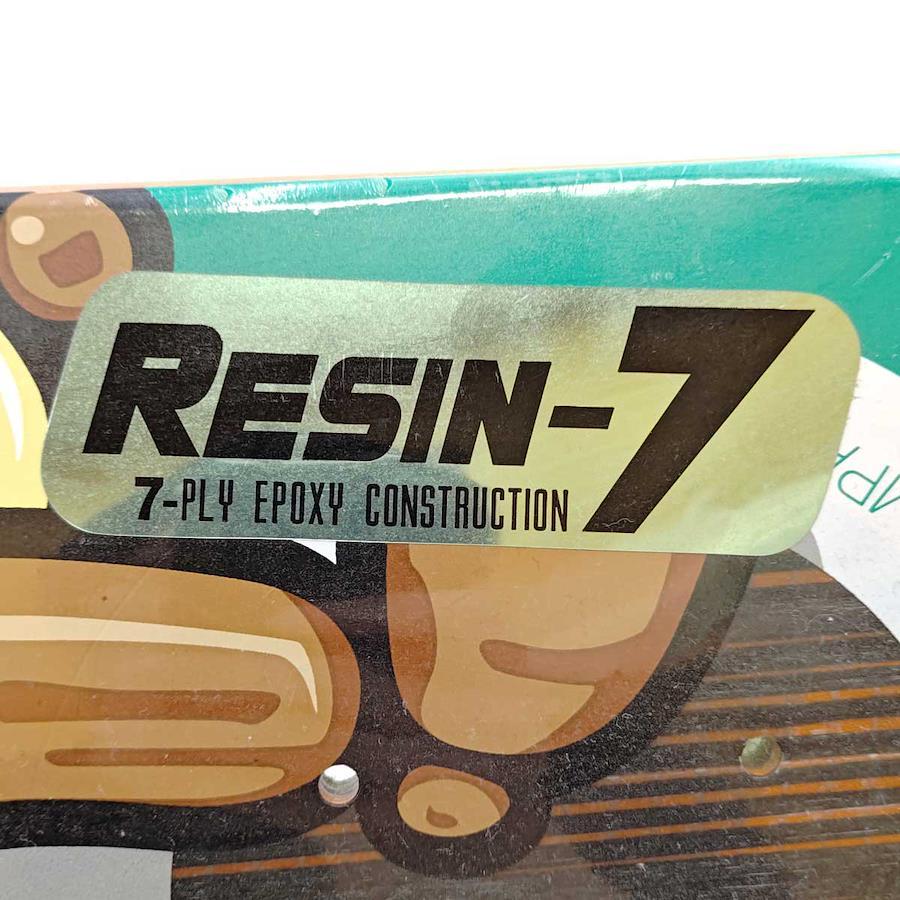 RESIN-7
7-PLY EPOXY CONSTRUCTION